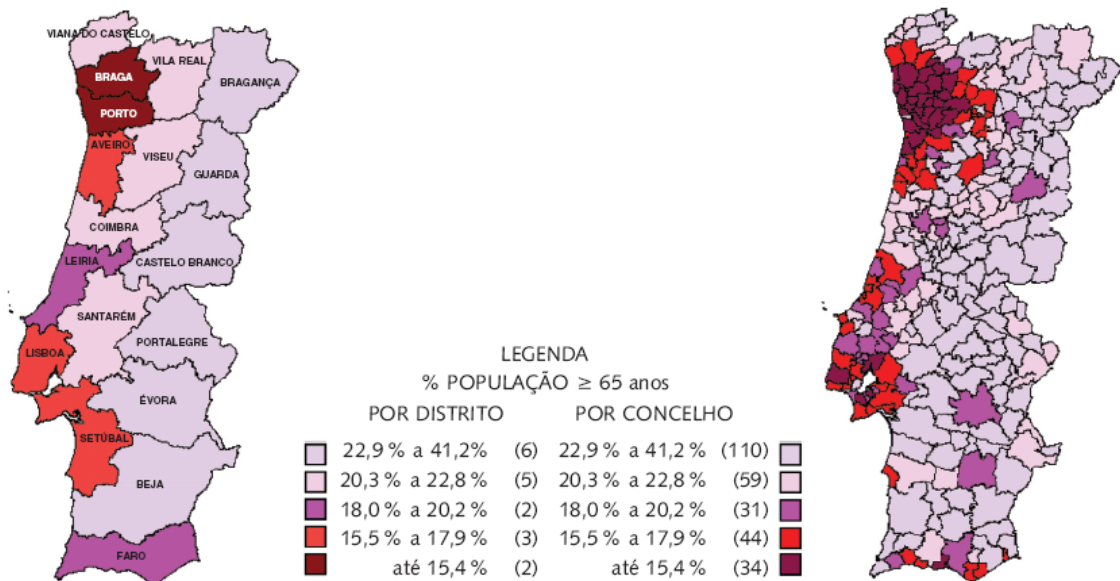 VIANA DO CASTELO
BRAGA
VILA REAL
BRAGANÇA
PORTO
AVEIRO
VISEU
GUARDA
COIMBRA
LEIRIA
CASTELO BRANCO
SANTARÉM
PORTALEGRE
LISBOA
ÉVORA
SETÚBAL
BEJA
FARO
LEGENDA
% POPULAÇÃO ≥ 65 anos
POR DISTRITO POR CONCELHO
22,9 % a 41,2% (6) 22,9 % a 41,2 % (110)
20,3 % a 22,8 % (5) 20,3 % a 22,8 % (59)
18,0 % a 20,2 % (2) 18,0 % a 20,2 % (31)
15,5 % a 17,9 % (3) 15,5 % a 17,9 % (44)
até 15,4 % (2) até 15,4 % (34)